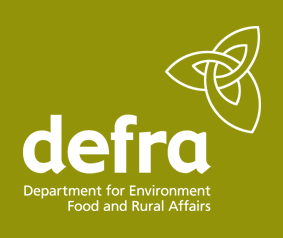 defra
Department for Environment
Food and Rural Affairs